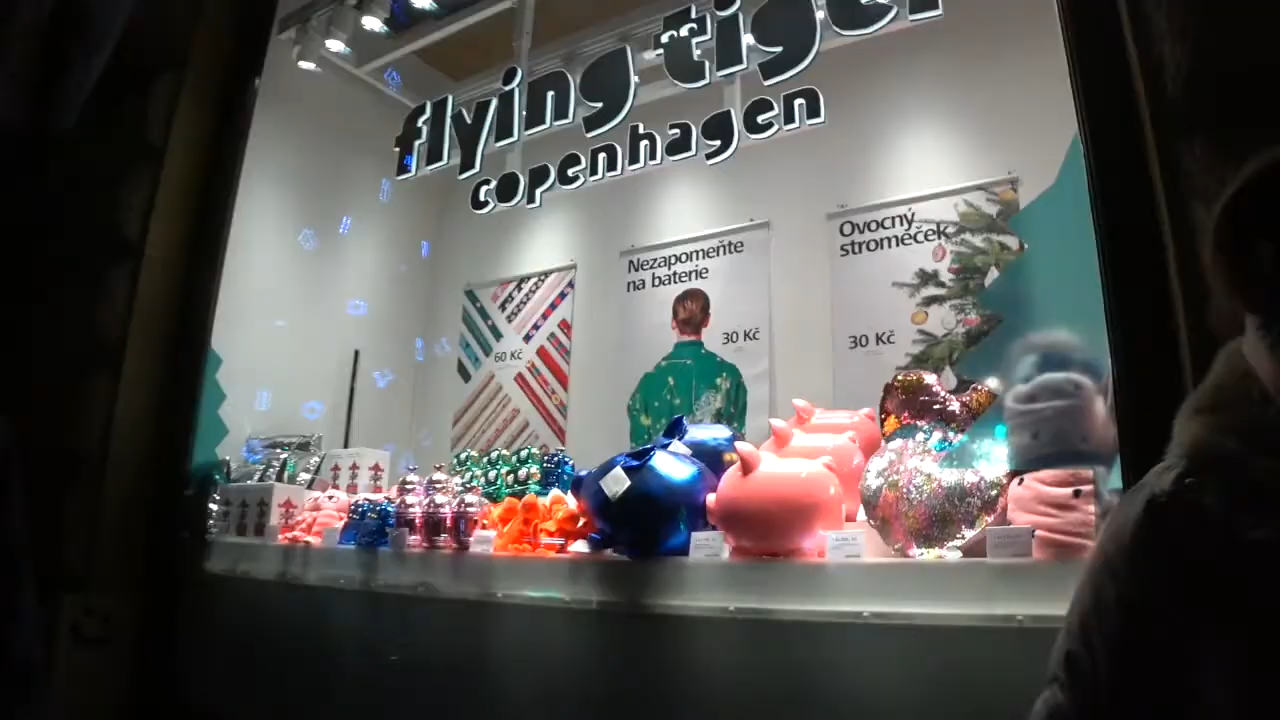 flying tiger
copenhagen
60 Kč
Nezapomeňte
na baterie
30 Kč
Ovocný
stromeček
30 Kč